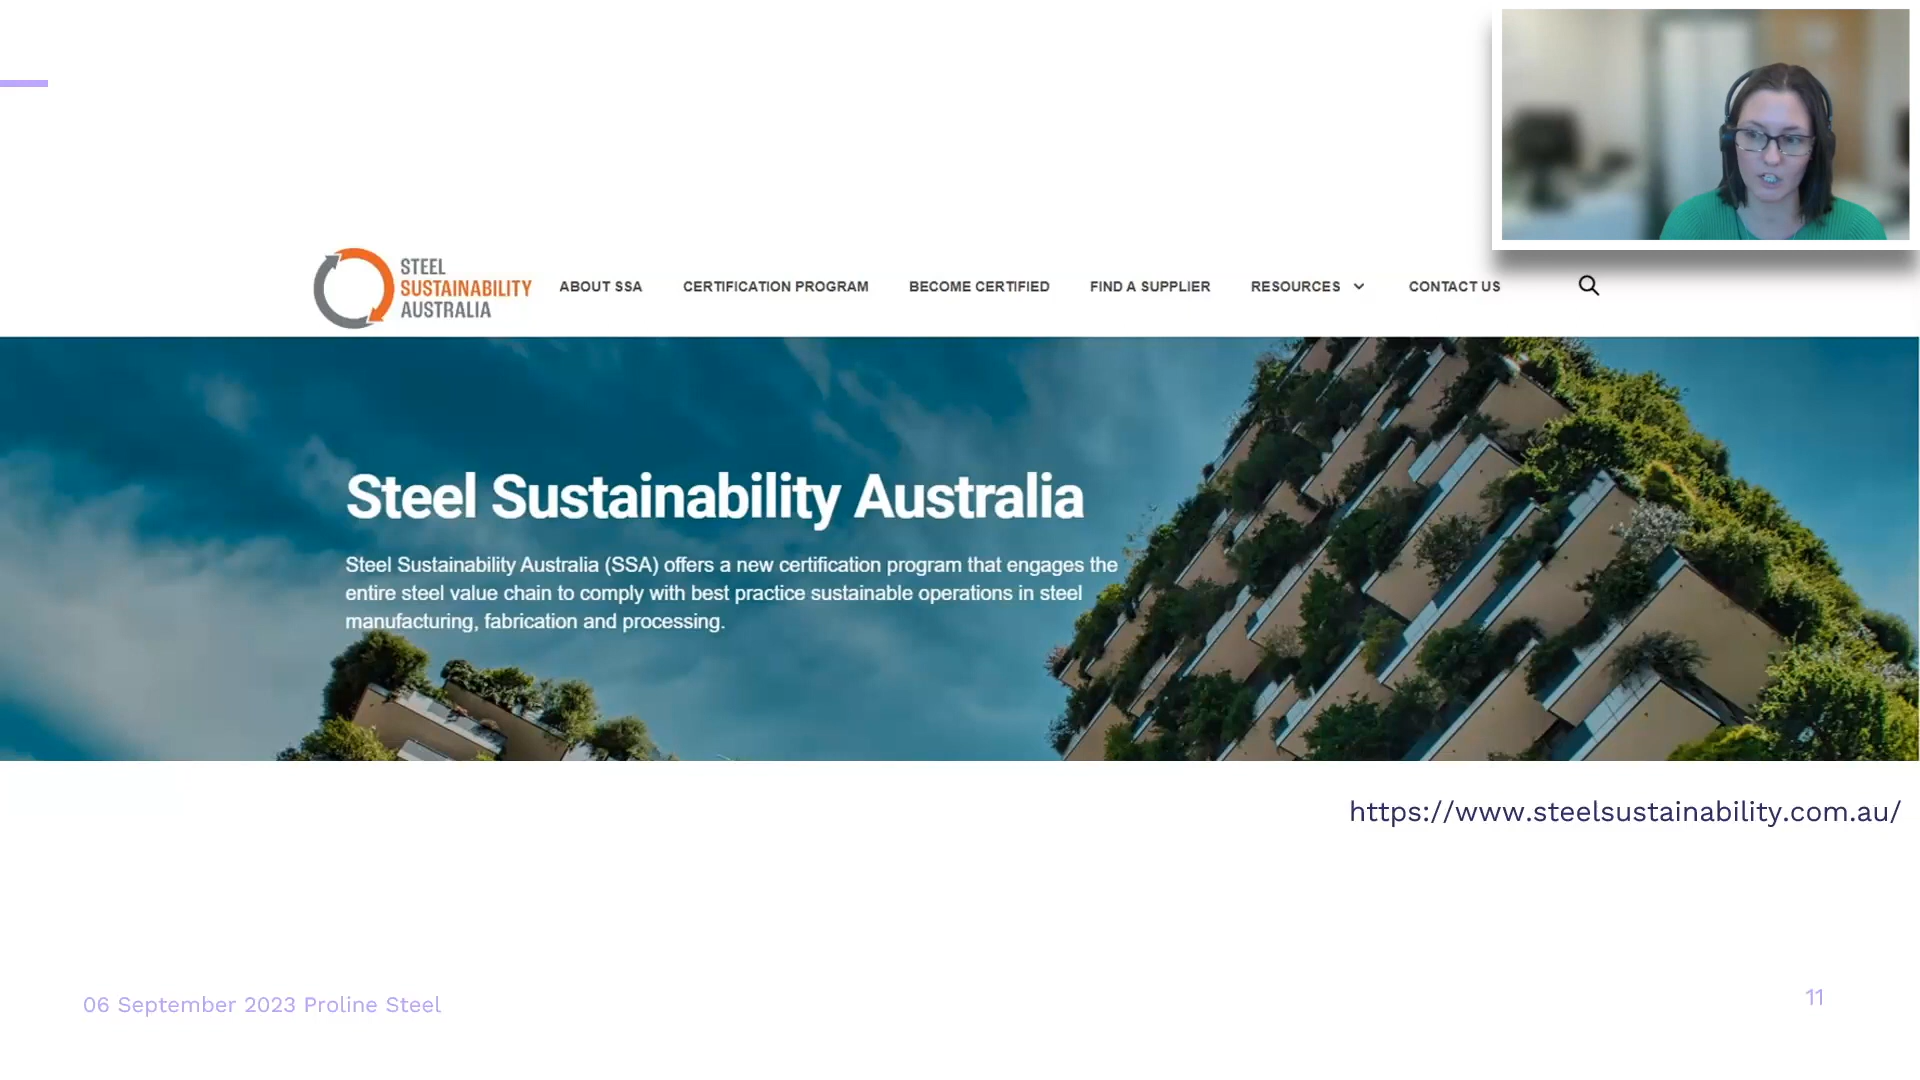 STEEL
SUSTAINABILITY
AUSTRALIA
ABOUT SSA
CERTIFICATION PROGRAM
BECOME CERTIFIED
FIND A SUPPLIER
RESOURCES
CONTACT US
Steel Sustainability Australia
Steel Sustainability Australia (SSA) offers a new certification program that engages the
entire steel value chain to comply with best practice sustainable operations in steel
manufacturing, fabrication and processing.
https://www.steelsustainability.com.au/
06 September 2023 Proline Steel
11